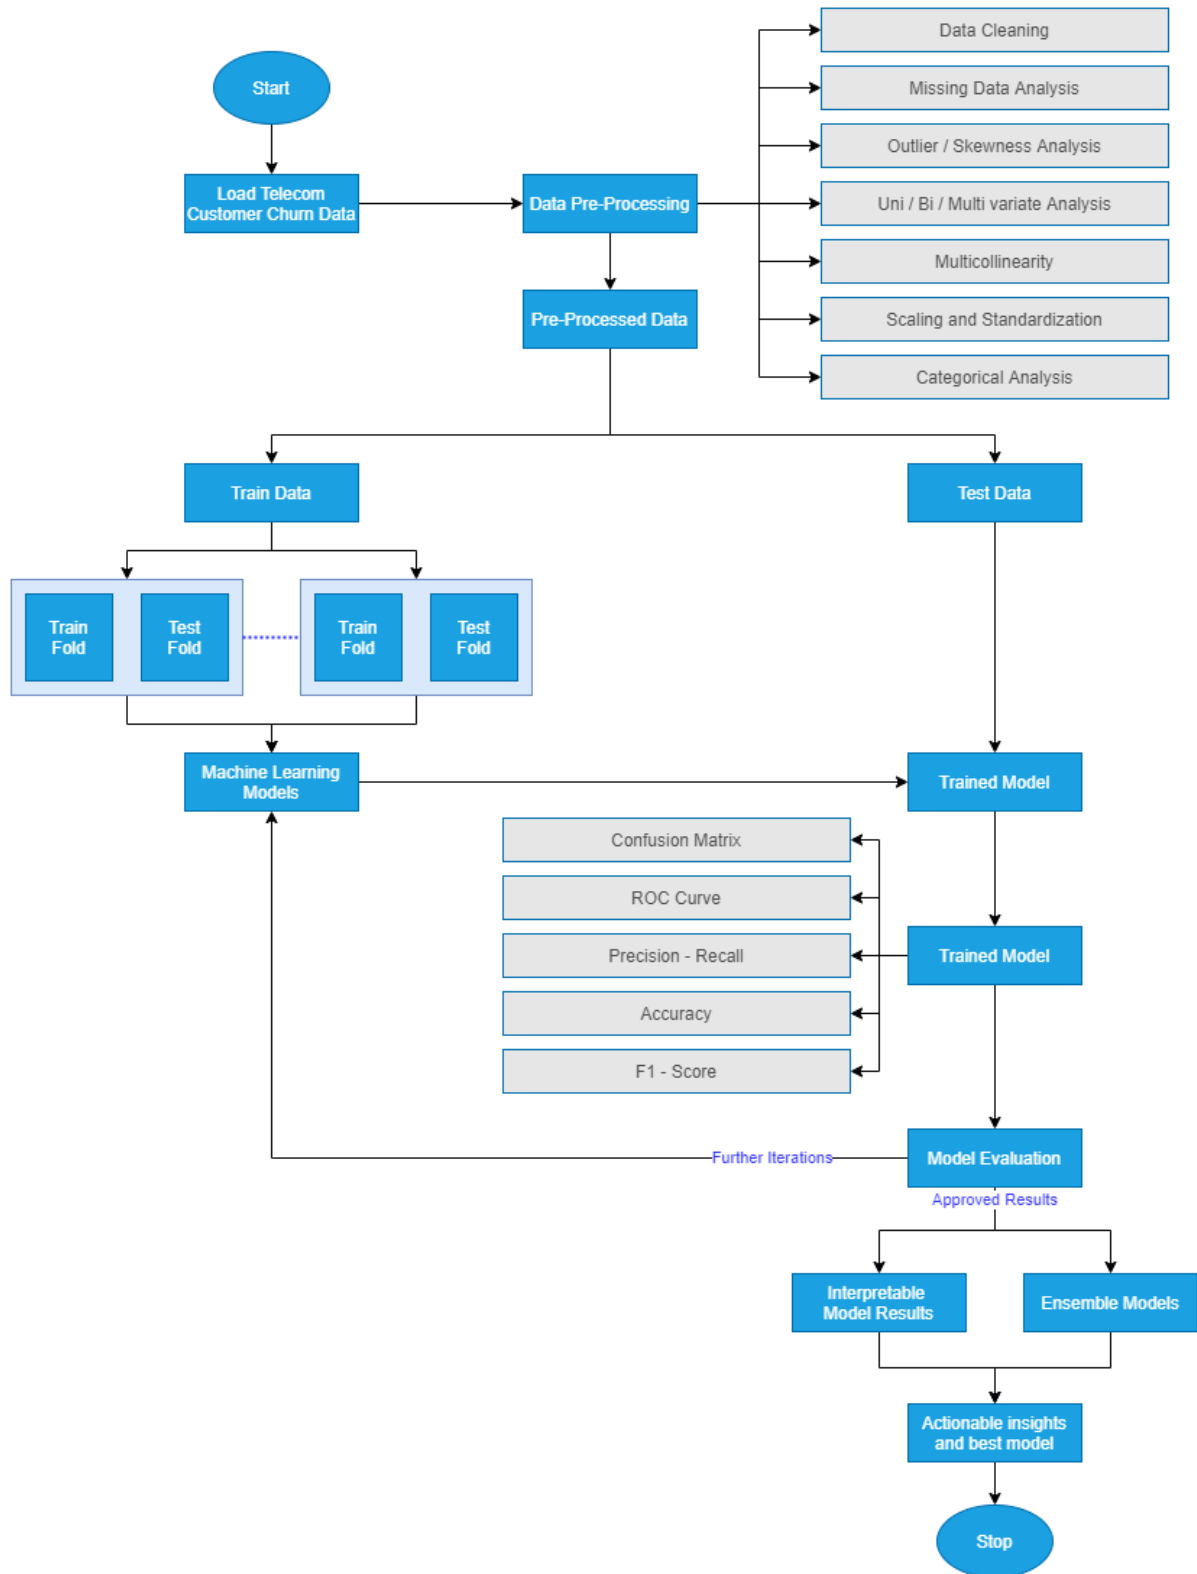 Start
Load Telecom
Customer Churn Data
Data Pre-Processing
Data Cleaning
Missing Data Analysis
Outlier / Skewness Analysis
Uni / Bi / Multi variate Analysis
Multicollinearity
Scaling and Standardization
Categorical Analysis
Pre-Processed Data
Train Data
Test Data
Train
Fold
Test
Fold
Train
Fold
Test
Fold
Machine Learning
Models
Trained Model
Confusion Matrix
ROC Curve
Precision - Recall
Accuracy
F1 - Score
Trained Model
Further Iterations
Model Evaluation
Approved Results
Interpretable
Model Results
Ensemble Models
Actionable insights
and best model
Stop